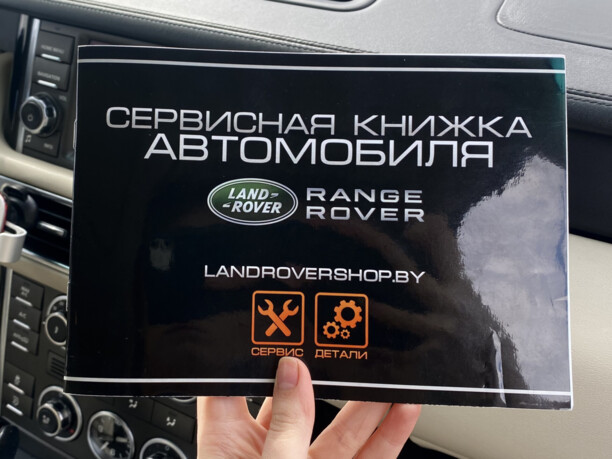 СЕРВИСНАЯ КНИЖКА
АВТОМОБИЛЯ
LAND ROVER
RANGE ROVER
LANDROVERSHOP.BY
СЕРВИС ДЕТАЛИ